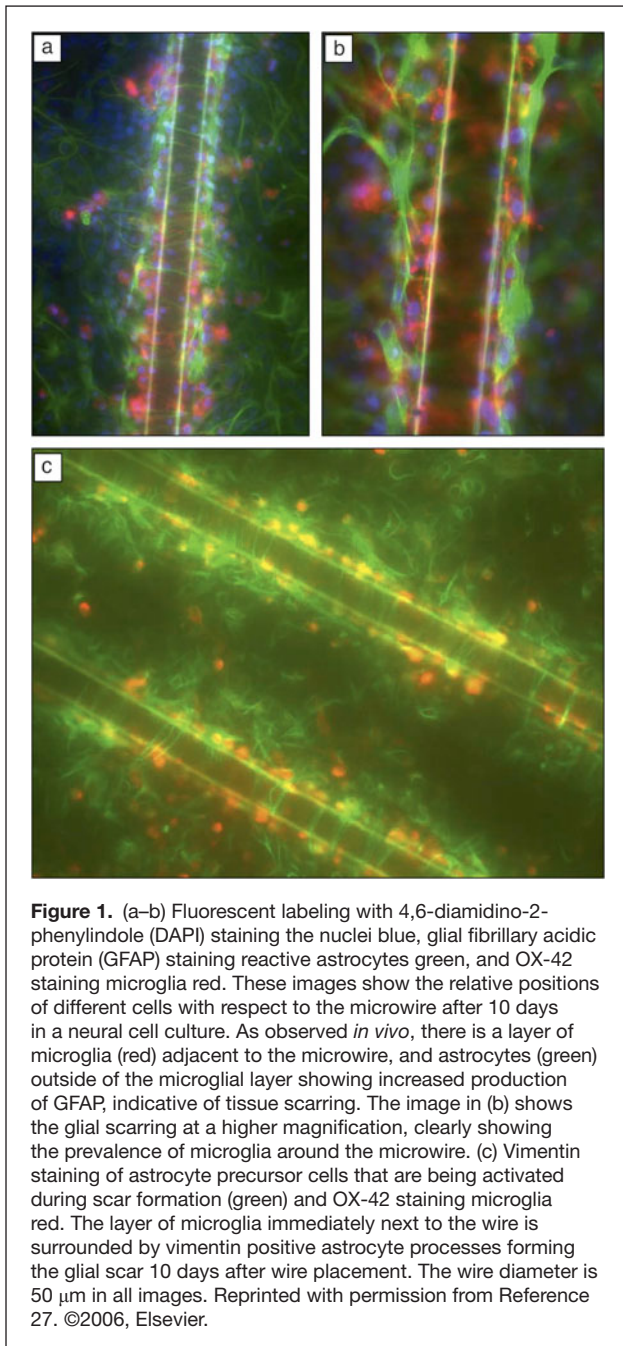 a
b
c
Figure 1. (a–b) Fluorescent labeling with 4,6-diamidino-2-
phenylindole (DAPI) staining the nuclei blue, glial fibrillary acidic
protein (GFAP) staining reactive astrocytes green, and OX-42
staining microglia red. These images show the relative positions
of different cells with respect to the microwire after 10 days
in a neural cell culture. As observed in vivo, there is a layer of
microglia (red) adjacent to the microwire, and astrocytes (green)
outside of the microglial layer showing increased production
of GFAP, indicative of tissue scarring. The image in (b) shows
the glial scarring at a higher magnification, clearly showing
the prevalence of microglia around the microwire. (c) Vimentin
staining of astrocyte precursor cells that are being activated
during scar formation (green) and OX-42 staining microglia
red. The layer of microglia immediately next to the wire is
surrounded by vimentin positive astrocyte processes forming
the glial scar 10 days after wire placement. The wire diameter is
50 μm in all images. Reprinted with permission from Reference
27. ©2006, Elsevier.